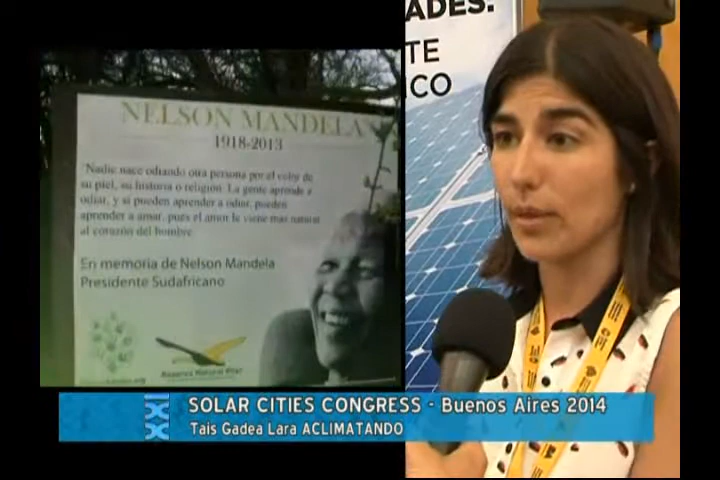 NELSON MANDELA
1918-2013
"Nadie nace odiando otra persona por el color de
su piel, su historia o religión. La gente aprende a
odiar, y si pueden aprender a odiar, pueden
aprender a amar, pues el amor le viene más natural
al corazón del hombre.
En memoria de Nelson Mandela
Presidente Sudafricano
Reserva Natural Pilar
ADES:
TE
ICO
SOLAR CITIES CONGRESS - Buenos Aires 2014
Tais Gadea Lara ACLIMATANDO